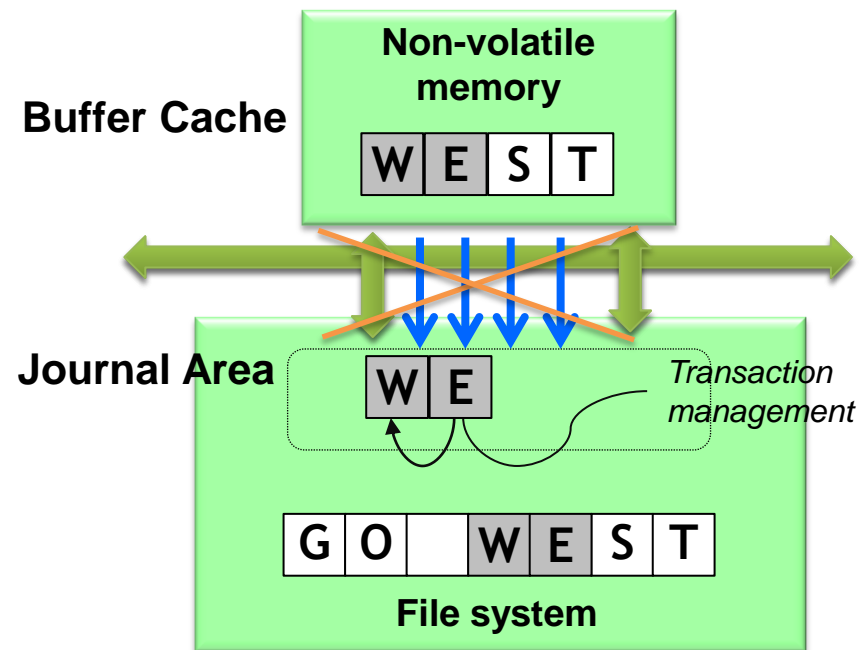 Non-volatile
memory
Buffer Cache
W E S T
Journal Area
W E
Transaction
management
G O W E S T
File system